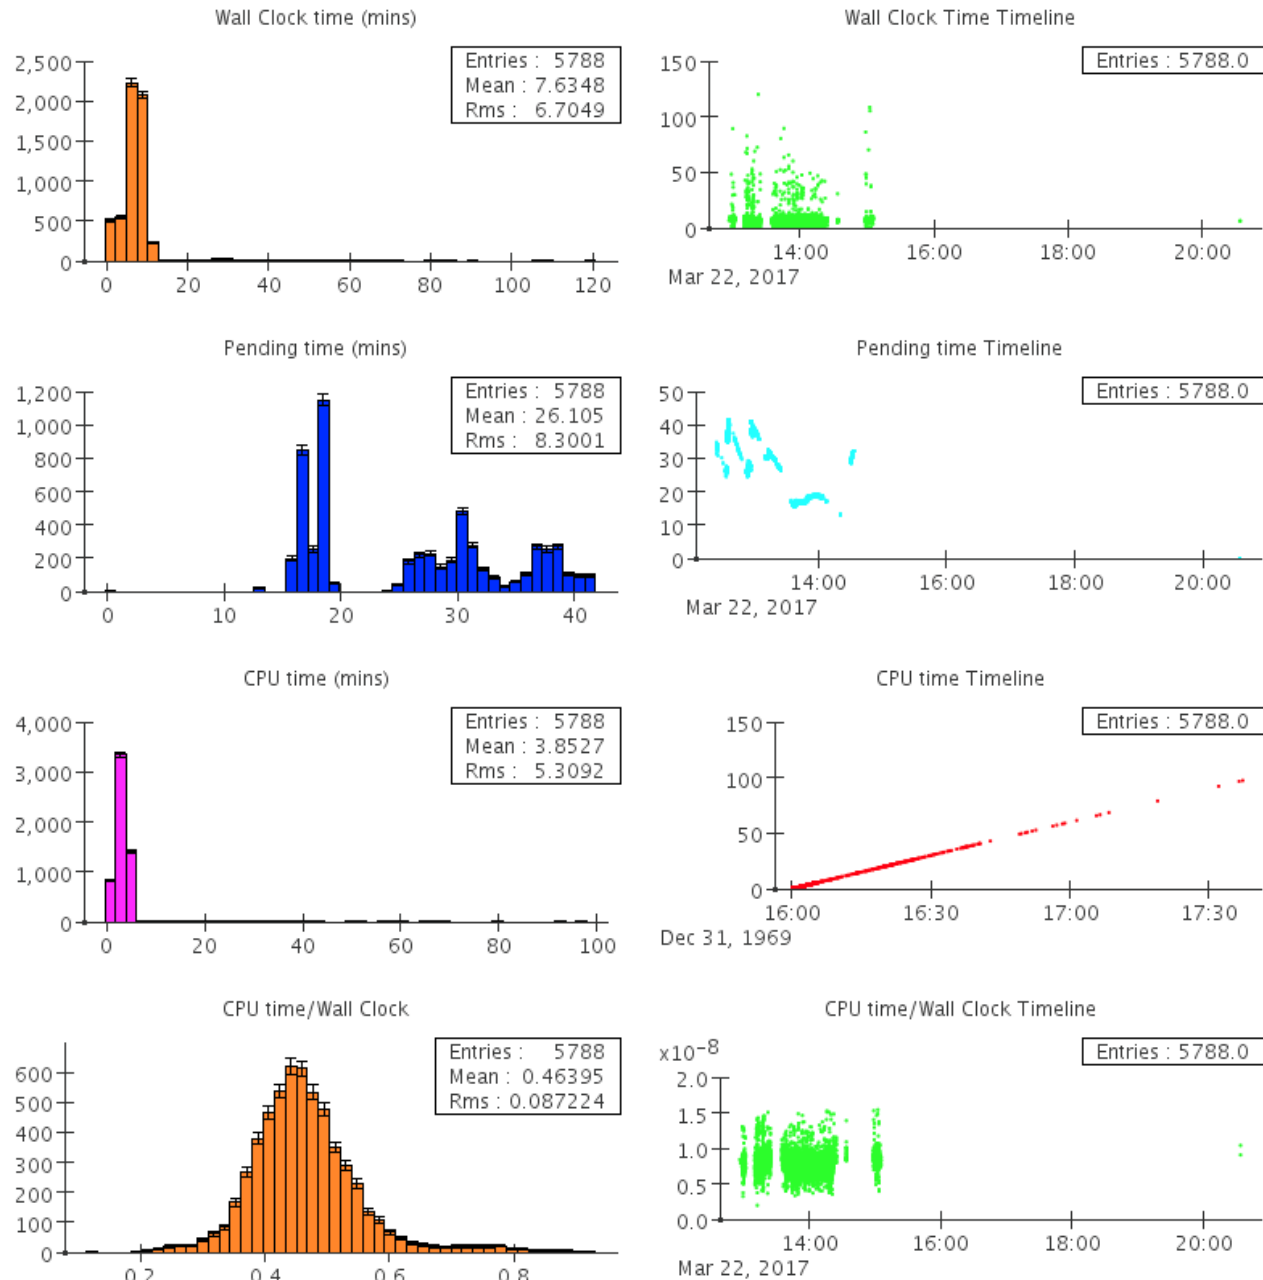 Wall Clock time (mins)
Entries : 5788
Mean : 7.6348
Rms : 6.7049
2,500
2,000
1,500
1,000
500
0
0 20 40 60 80 100 120
Wall Clock Time Timeline
Entries : 5788.0
150
100
50
0
14:00 16:00 18:00 20:00
Mar 22, 2017
Pending time (mins)
Entries : 5788
Mean : 26.105
Rms : 8.3001
1,200
1,000
800
600
400
200
0
0 10 20 30 40
Pending time Timeline
Entries : 5788.0
50
40
30
20
10
0
14:00 16:00 18:00 20:00
Mar 22, 2017
CPU time (mins)
Entries : 5788
Mean : 3.8527
Rms : 5.3092
4,000
3,000
2,000
1,000
0
0 20 40 60 80 100
CPU time Timeline
Entries : 5788.0
150
100
50
0
16:00 16:30 17:00 17:30
Dec 31, 1969
CPU time/Wall Clock
Entries : 5788
Mean : 0.46395
Rms : 0.087224
600
500
400
300
200
100
0
0.2 0.4 0.6 0.8
CPU time/Wall Clock Timeline
x10⁻⁸
Entries : 5788.0
2.0
1.5
1.0
0.5
0.0
14:00 16:00 18:00 20:00
Mar 22, 2017